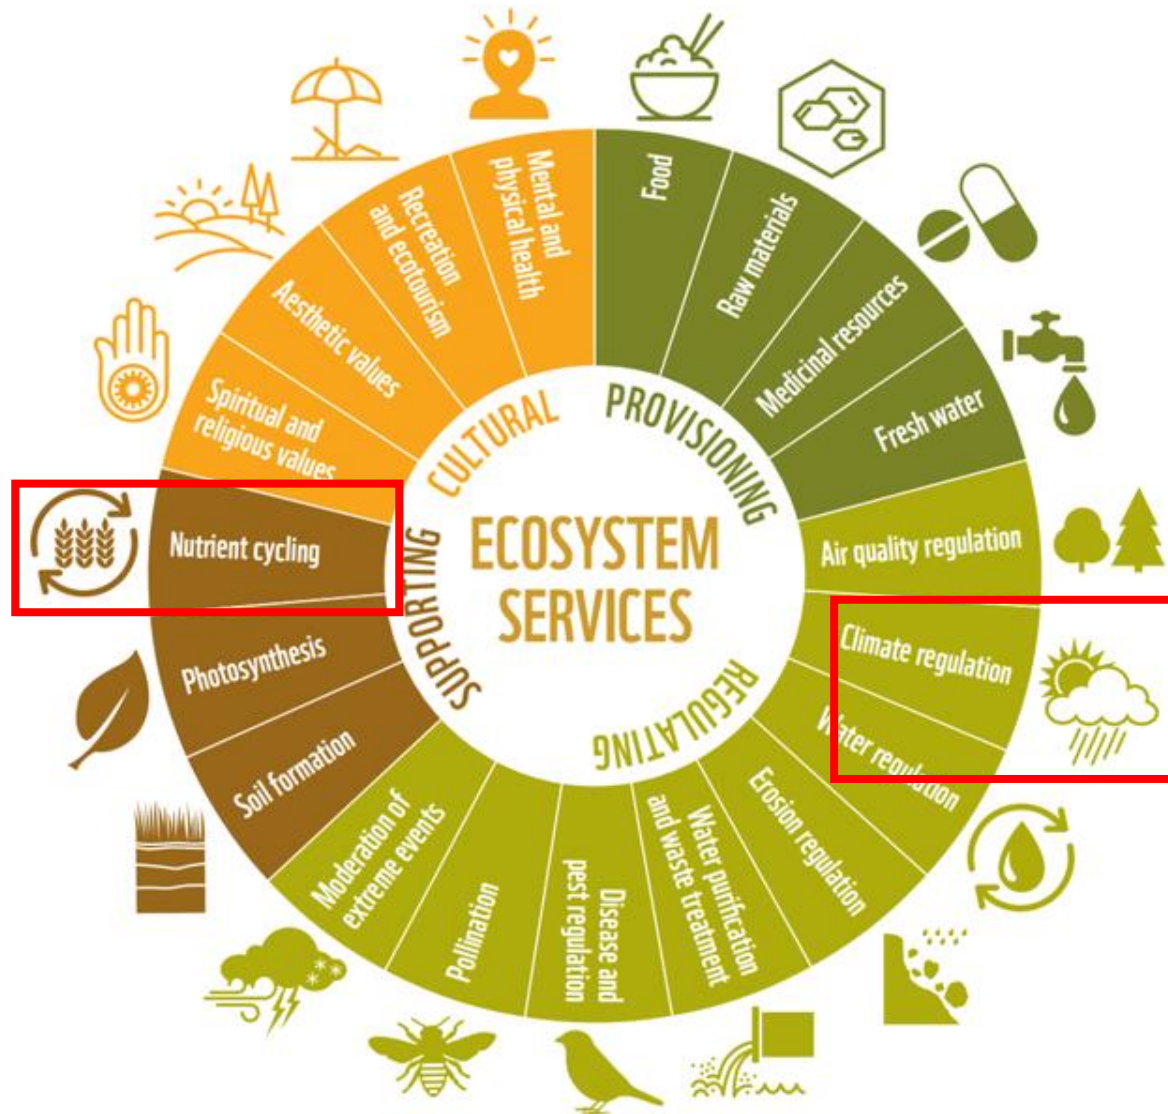 ECOSYSTEM
SERVICES
PROVISIONING
Food
Raw materials
Medicinal resources
Fresh water
REGULATING
Air quality regulation
Climate regulation
Water regulation
Erosion regulation
Water purification
and waste treatment
Disease and
pest regulation
Pollination
Moderation of
extreme events
SUPPORTING
Soil formation
Photosynthesis
Nutrient cycling
CULTURAL
Spiritual and
religious values
Aesthetic values
Recreation
and ecotourism
Mental and
physical health